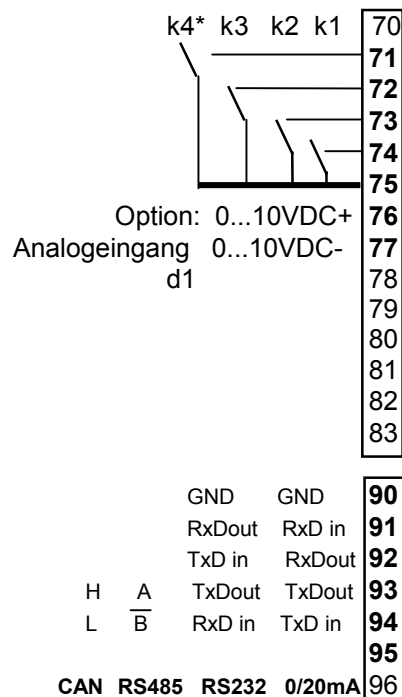 k4* k3 k2 k1 70
71
72
73
74
75
Option: 0...10VDC+ 76
Analogeingang 0...10VDC- 77
d1 78
79
80
81
82
83
GND GND 90
RxDout RxD in 91
TxD in RxDout 92
H A TxDout TxDout 93
L B̅ RxD in TxD in 94
95
CAN RS485 RS232 0/20mA 96